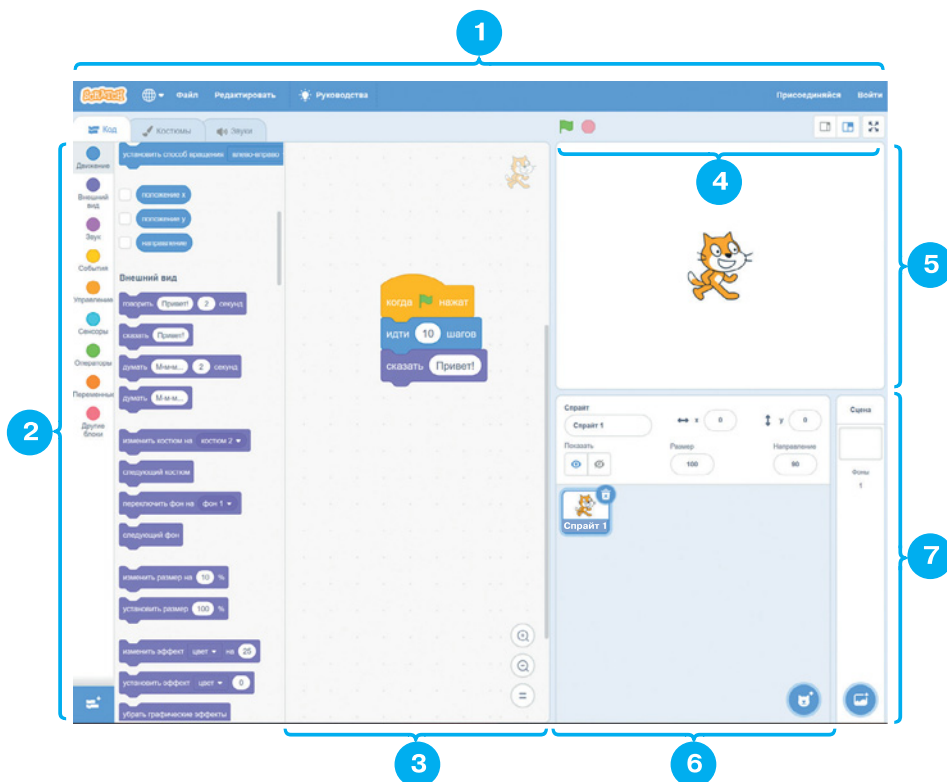 1
SCRATCH Файл Редактировать Руководства Присоединяйся Войти
Код Костюмы Звуки
4
установить способ вращения влево-вправо
Движение
положение x
положение y
направление
Внешний вид
Звук
События
Управление
Сенсоры
Операторы
Переменные
Другие блоки
2
Внешний вид
говорить Привет! 2 секунд
сказать Привет!
думать М-м-м... 2 секунд
думать М-м-м...
изменить костюм на костюм 2
следующий костюм
переключить фон на фон 1
следующий фон
изменить размер на 10 %
установить размер 100 %
изменить эффект цвет на 25
установить эффект цвет 0
убрать графические эффекты
когда нажат
идти 10 шагов
сказать Привет!
=
3
5
Спрайт
Спрайт 1 x 0 y 0
Показать Размер Направление
100 90
Спрайт 1
6
Сцена
Фоны
1
7